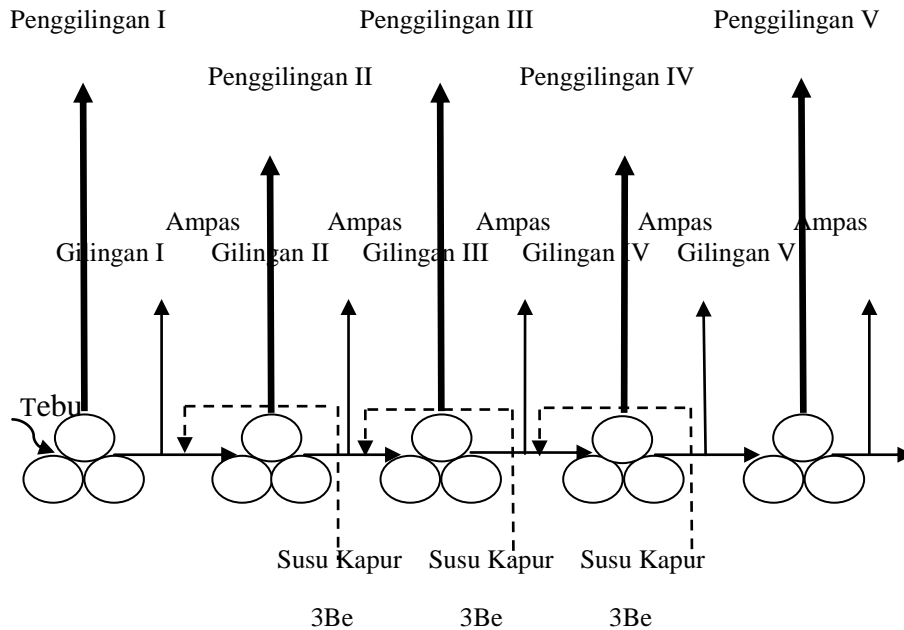 Penggilingan I
Penggilingan III
Penggilingan V
Penggilingan II
Penggilingan IV
Ampas
Ampas
Ampas
Ampas
Ampas
Gilingan I
Gilingan II
Gilingan III
Gilingan IV
Gilingan V
Tebu
Susu Kapur
Susu Kapur
Susu Kapur
3Be
3Be
3Be